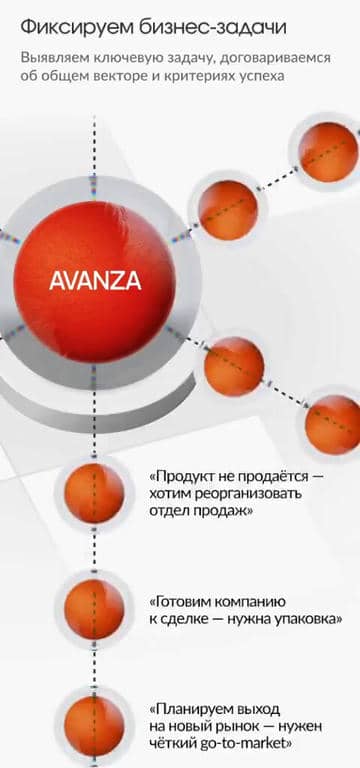 Фиксируем бизнес-задачи
Выявляем ключевую задачу, договариваемся
об общем векторе и критериях успеха
AVANZA
«Продукт не продаётся —
хотим реорганизовать
отдел продаж»
«Готовим компанию
к сделке — нужна упаковка»
«Планируем выход
на новый рынок — нужен
чёткий go-to-market»